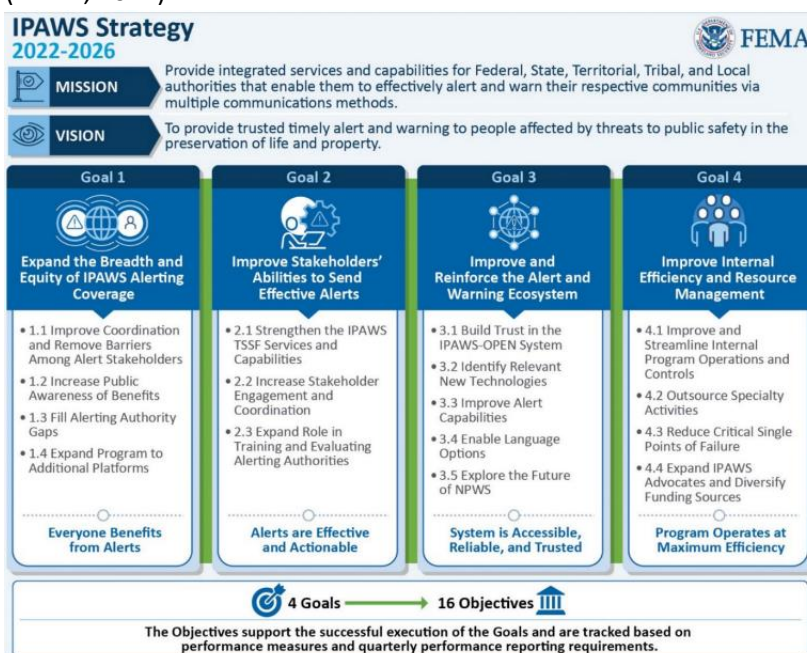 IPAWS Strategy
2022-2026
FEMA
MISSION
Provide integrated services and capabilities for Federal, State, Territorial, Tribal, and Local
authorities that enable them to effectively alert and warn their respective communities via
multiple communications methods.
VISION
To provide trusted timely alert and warning to people affected by threats to public safety in the
preservation of life and property.
Goal 1
Expand the Breadth and
Equity of IPAWS Alerting
Coverage
• 1.1 Improve Coordination
and Remove Barriers
Among Alert Stakeholders
• 1.2 Increase Public
Awareness of Benefits
• 1.3 Fill Alerting Authority
Gaps
• 1.4 Expand Program to
Additional Platforms
Everyone Benefits
from Alerts
Goal 2
Improve Stakeholders'
Abilities to Send
Effective Alerts
• 2.1 Strengthen the IPAWS
TSSF Services and
Capabilities
• 2.2 Increase Stakeholder
Engagement and
Coordination
• 2.3 Expand Role in
Training and Evaluating
Alerting Authorities
Alerts are Effective
and Actionable
Goal 3
Improve and
Reinforce the Alert and
Warning Ecosystem
• 3.1 Build Trust in the
IPAWS-OPEN System
• 3.2 Identify Relevant
New Technologies
• 3.3 Improve Alert
Capabilities
• 3.4 Enable Language
Options
• 3.5 Explore the Future
of NPWS
System is Accessible,
Reliable, and Trusted
Goal 4
Improve Internal
Efficiency and Resource
Management
• 4.1 Improve and
Streamline Internal
Program Operations and
Controls
• 4.2 Outsource Specialty
Activities
• 4.3 Reduce Critical Single
Points of Failure
• 4.4 Expand IPAWS
Advocates and Diversify
Funding Sources
Program Operates at
Maximum Efficiency
4 Goals
16 Objectives
The Objectives support the successful execution of the Goals and are tracked based on
performance measures and quarterly performance reporting requirements.